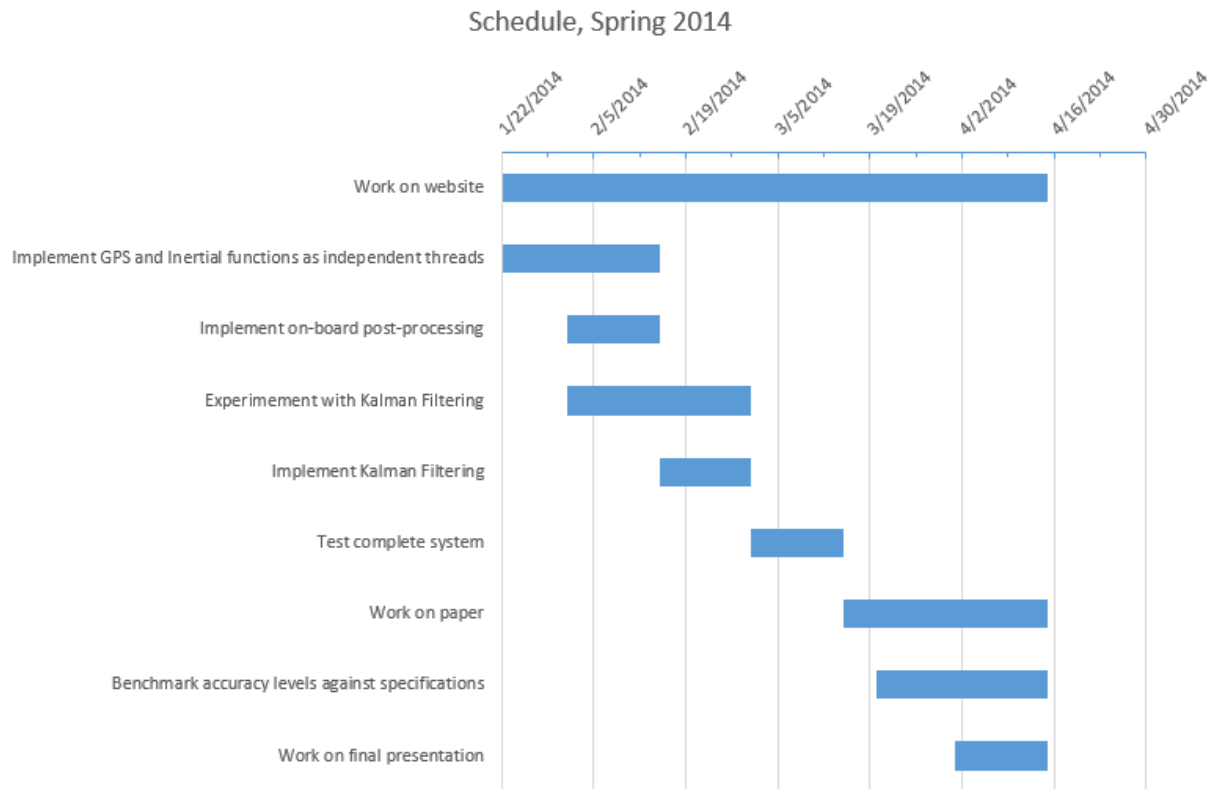 Schedule, Spring 2014
1/22/2014
2/5/2014
2/19/2014
3/5/2014
3/19/2014
4/2/2014
4/16/2014
4/30/2014
Work on website
Implement GPS and Inertial functions as independent threads
Implement on-board post-processing
Experimement with Kalman Filtering
Implement Kalman Filtering
Test complete system
Work on paper
Benchmark accuracy levels against specifications
Work on final presentation